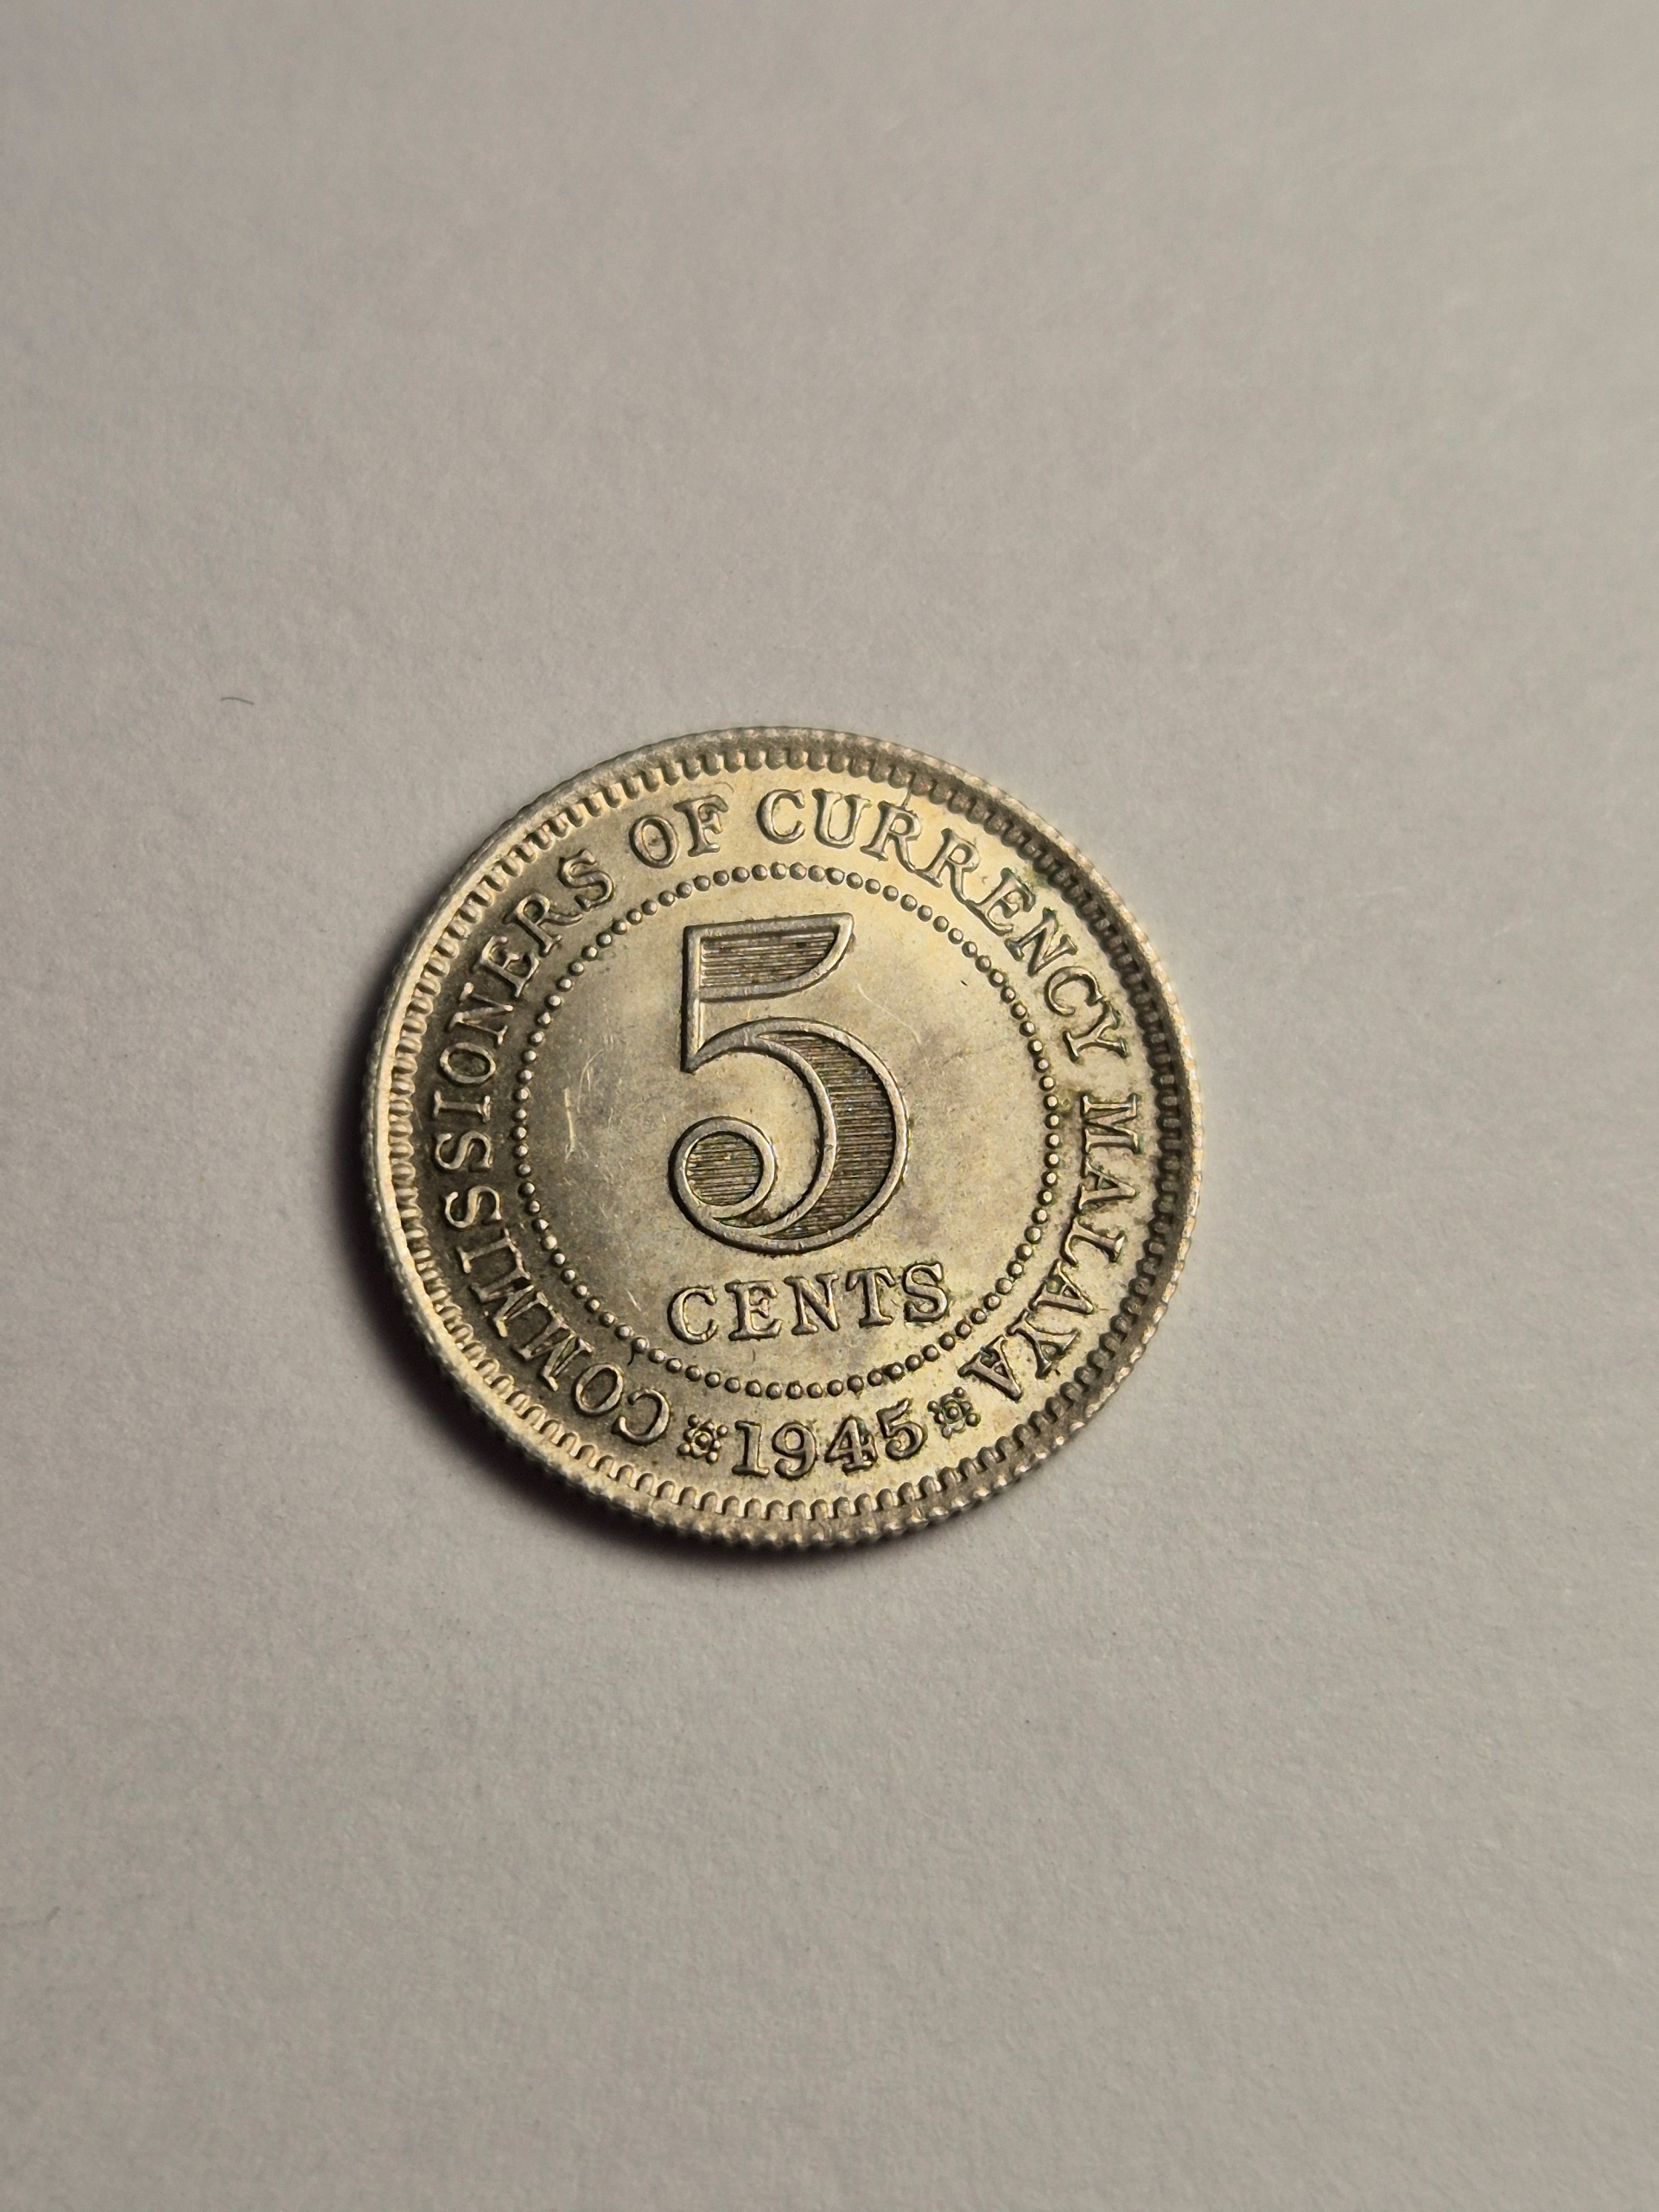 COMMISSIONERS OF CURRENCY MALAYA
5
CENTS
1945